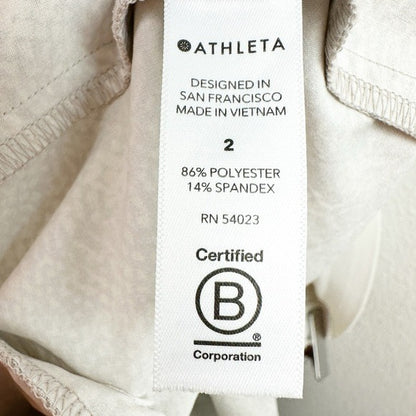 ATHLETA
DESIGNED IN
SAN FRANCISCO
MADE IN VIETNAM
2
86% POLYESTER
14% SPANDEX
RN 54023
Certified
B
®
Corporation